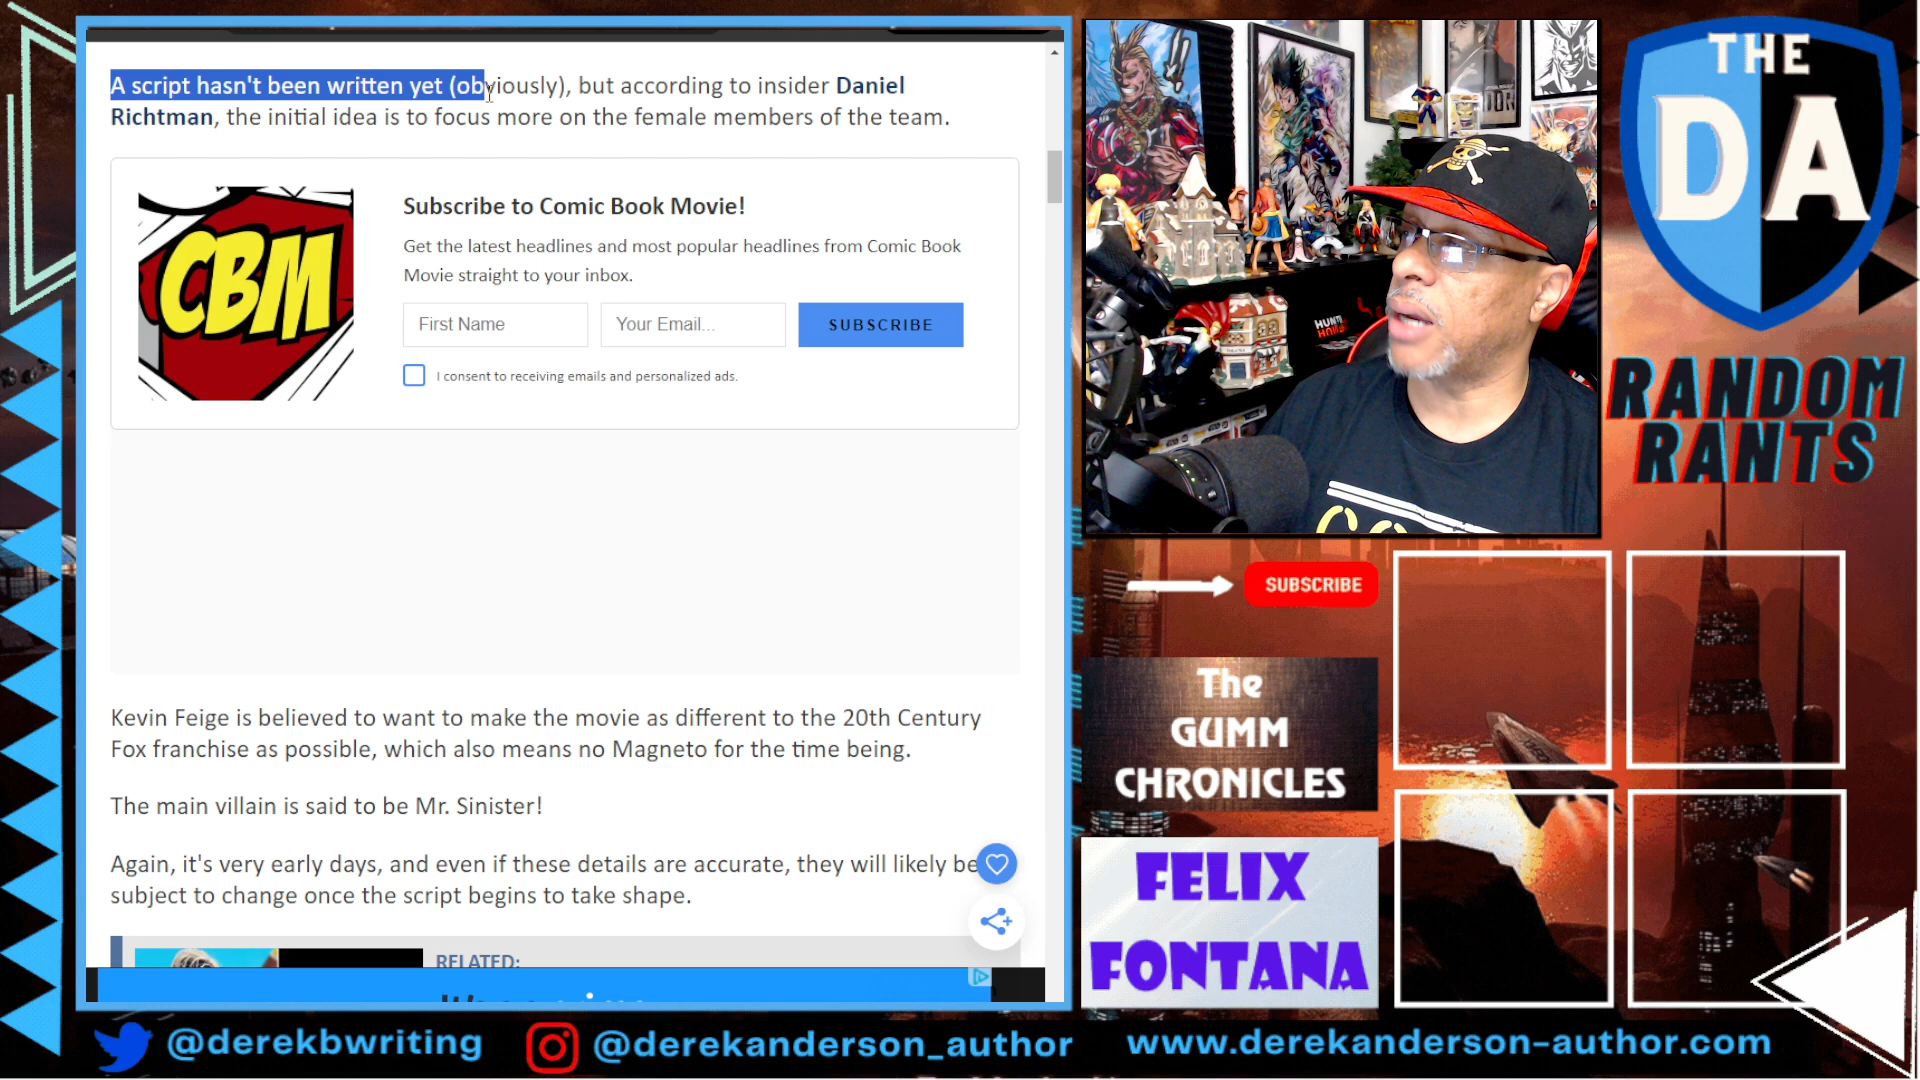 A script hasn't been written yet (obviously), but according to insider Daniel
Richtman, the initial idea is to focus more on the female members of the team.
CBM
Subscribe to Comic Book Movie!
Get the latest headlines and most popular headlines from Comic Book
Movie straight to your inbox.
First Name
Your Email...
SUBSCRIBE
I consent to receiving emails and personalized ads.
Kevin Feige is believed to want to make the movie as different to the 20th Century
Fox franchise as possible, which also means no Magneto for the time being.
The main villain is said to be Mr. Sinister!
Again, it's very early days, and even if these details are accurate, they will likely be
subject to change once the script begins to take shape.
RELATED:
THE
DA
RANDOM
RANTS
SUBSCRIBE
The
GUMM
CHRONICLES
FELIX
FONTANA
@derekbwriting
@derekanderson_author
www.derekanderson-author.com